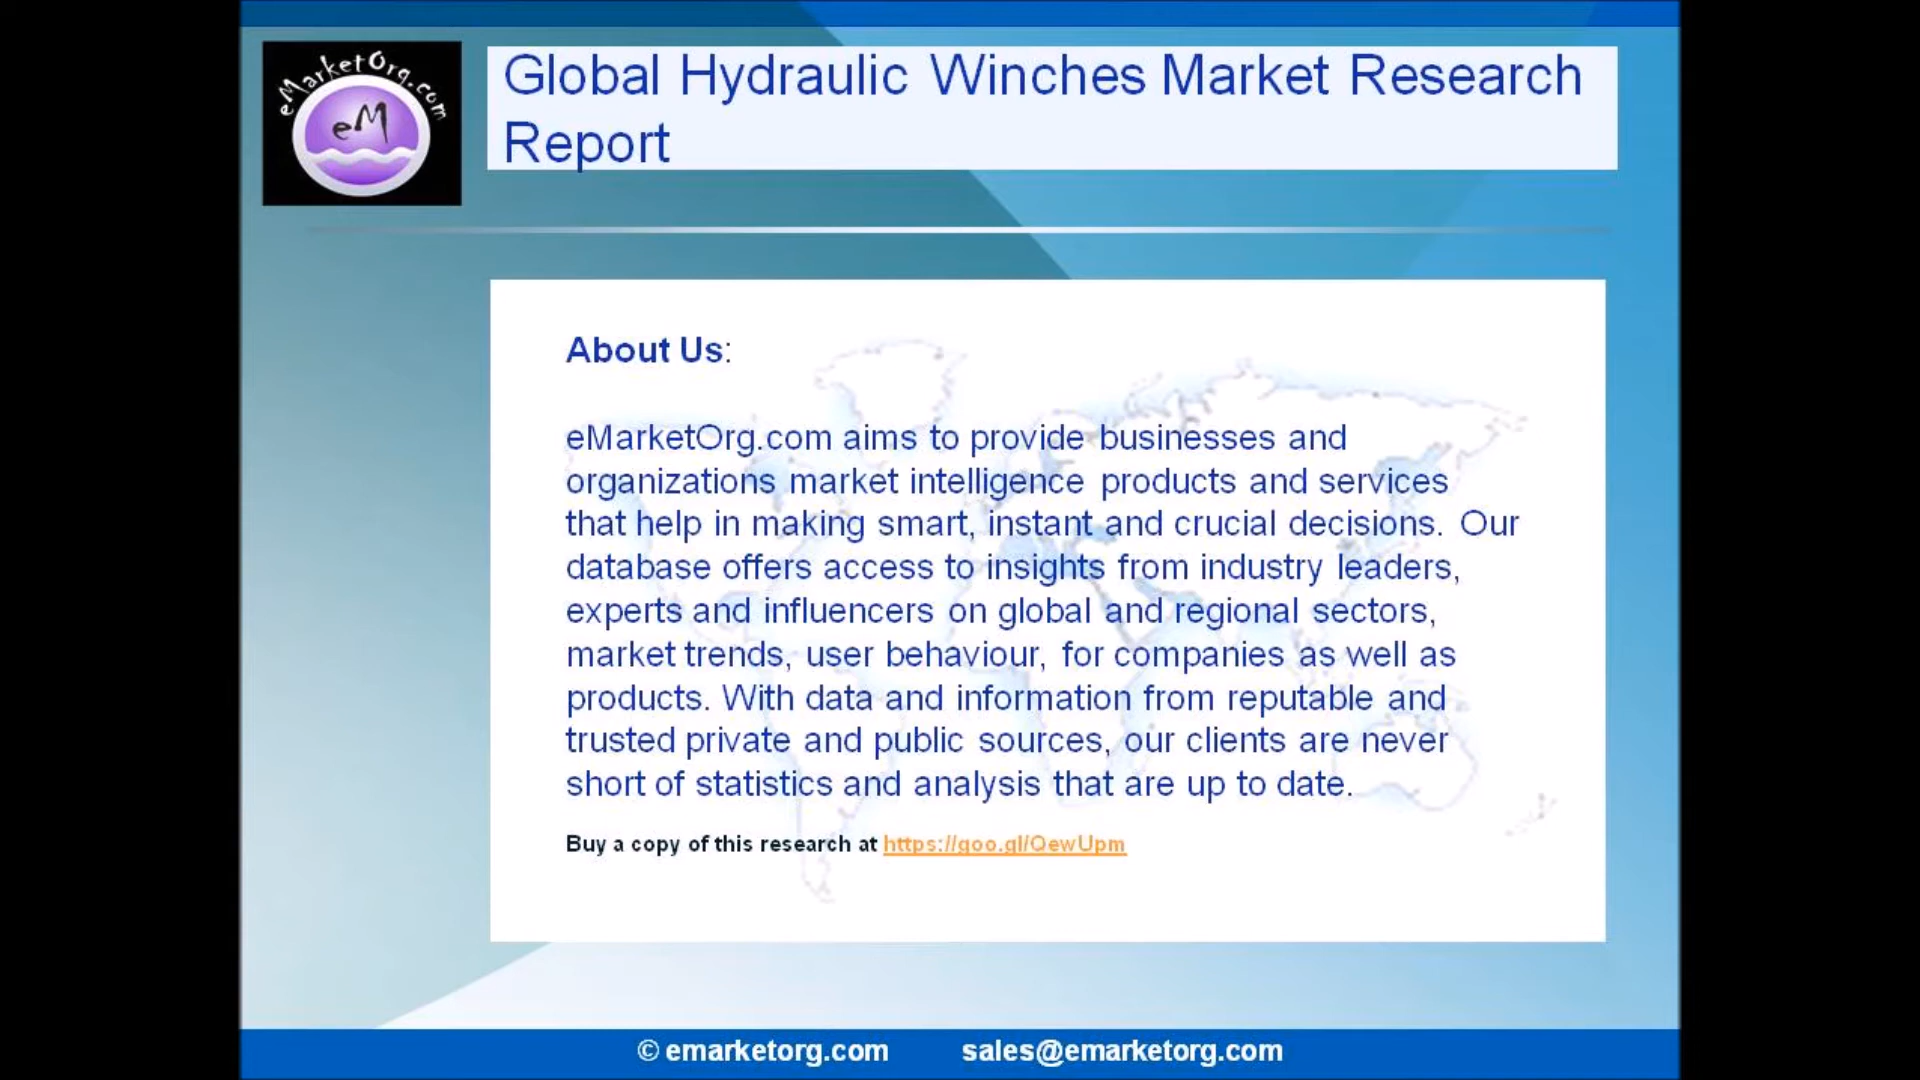 eMarketOrg.com
eM
Global Hydraulic Winches Market Research
Report
About Us:
eMarketOrg.com aims to provide businesses and
organizations market intelligence products and services
that help in making smart, instant and crucial decisions. Our
database offers access to insights from industry leaders,
experts and influencers on global and regional sectors,
market trends, user behaviour, for companies as well as
products. With data and information from reputable and
trusted private and public sources, our clients are never
short of statistics and analysis that are up to date.
Buy a copy of this research at https://goo.gl/QewUpm
© emarketorg.com sales@emarketorg.com